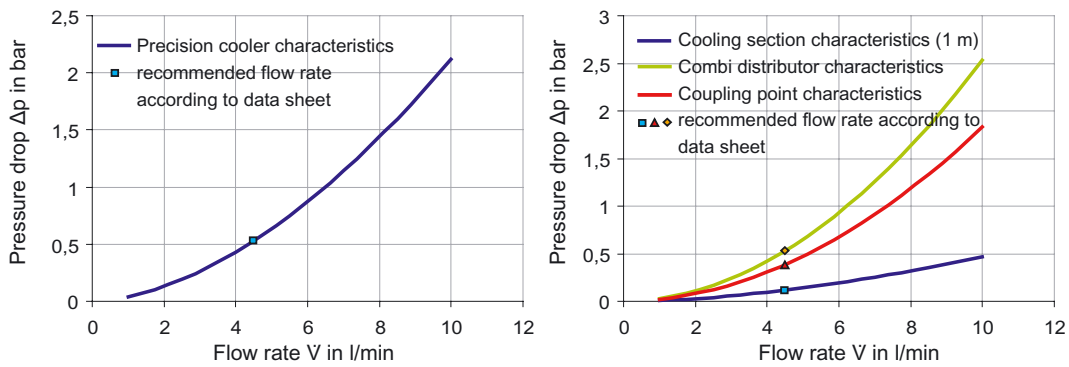 Pressure drop Δp in bar
2,5
2
1,5
1
0,5
0
0
2
4
6
8
10
12
Flow rate V̇ in l/min
Precision cooler characteristics
recommended flow rate
according to data sheet
Pressure drop Δp in bar
3
2,5
2
1,5
1
0,5
0
0
2
4
6
8
10
12
Flow rate V̇ in l/min
Cooling section characteristics (1 m)
Combi distributor characteristics
Coupling point characteristics
recommended flow rate according to
data sheet